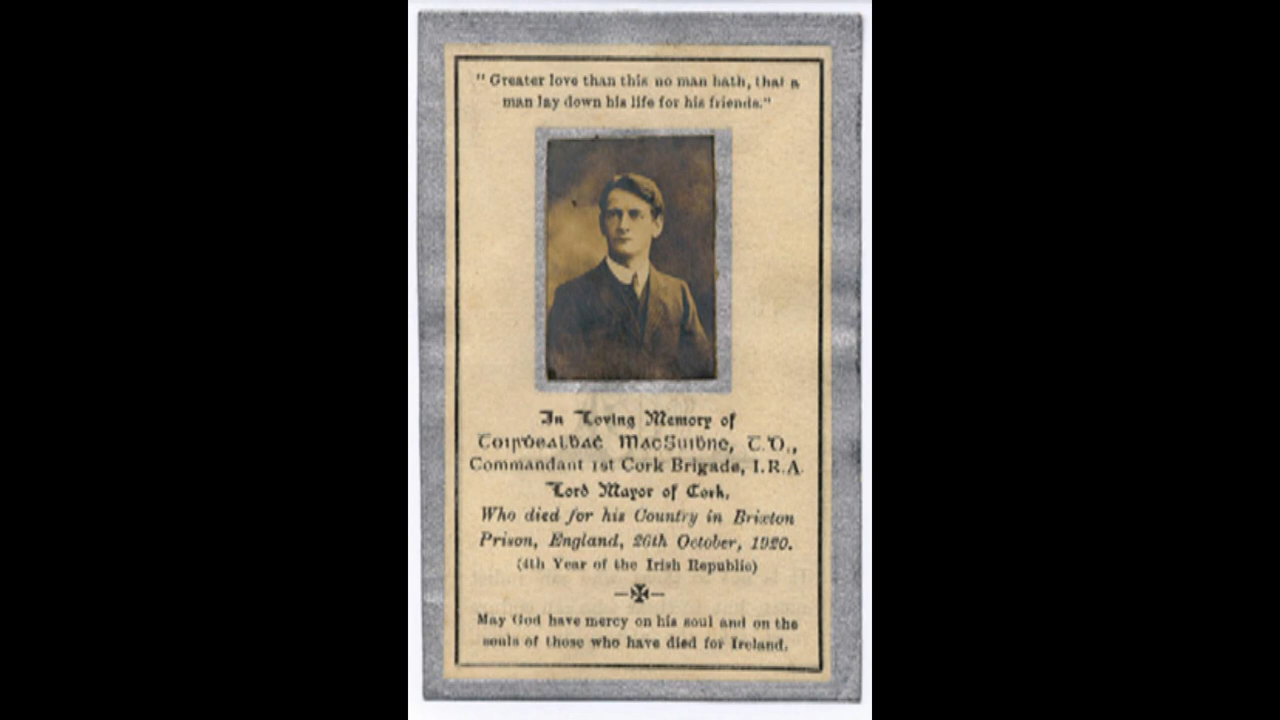 " Greater love than this no man hath, that a
man lay down his life for his friends."
In Loving Memory of
Toirḋealḃaċ MacSuiḃne, T.D.,
Commandant 1st Cork Brigade, I.R.A.
Lord Mayor of Cork,
Who died for his Country in Brixton
Prison, England, 26th October, 1920.
(4th Year of the Irish Republic)
May God have mercy on his soul and on the
souls of those who have died for Ireland.